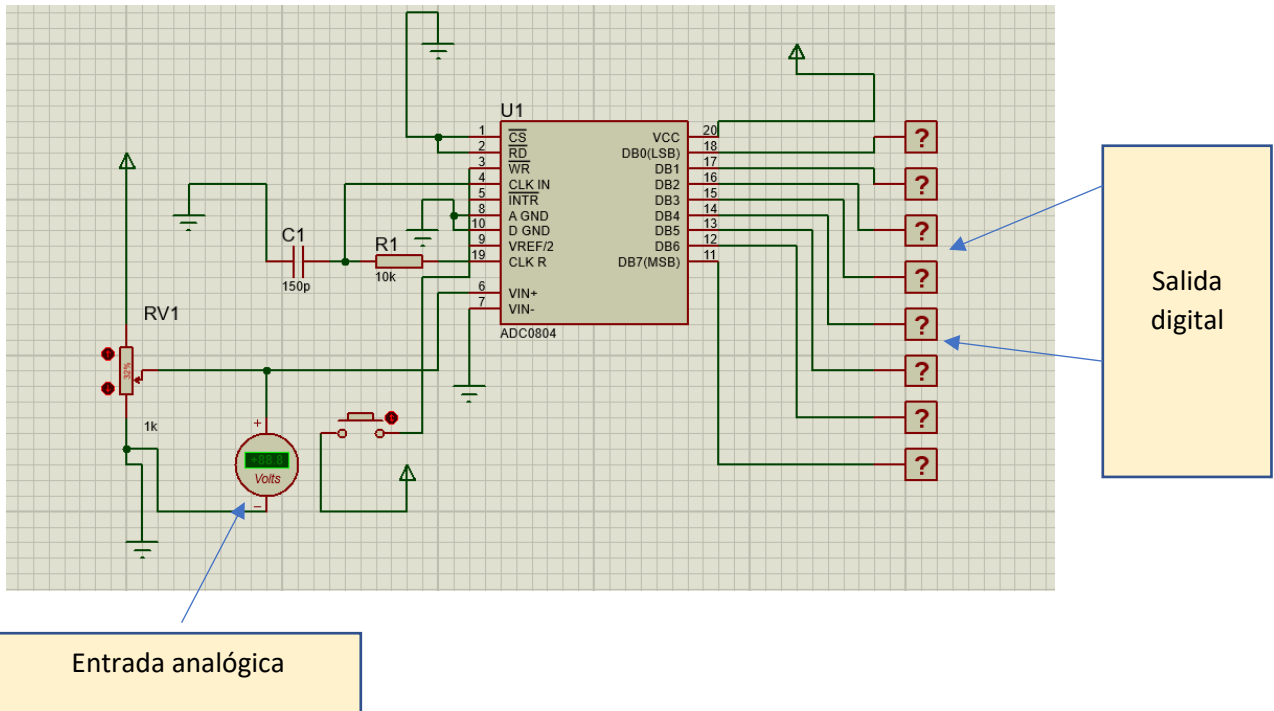 U1
1 CS VCC 20
2 RD DB0(LSB) 18
3 WR DB1 17
4 CLK IN DB2 16
5 INTR DB3 15
8 A GND DB4 14
10 D GND DB5 13
9 VREF/2 DB6 12
19 CLK R DB7(MSB) 11
6 VIN+
7 VIN-
ADC0804
C1
150p
R1
10k
RV1
32%
1k
+
+88.8
Volts
−
?
?
?
?
?
?
?
?
Salida
digital
Entrada analógica